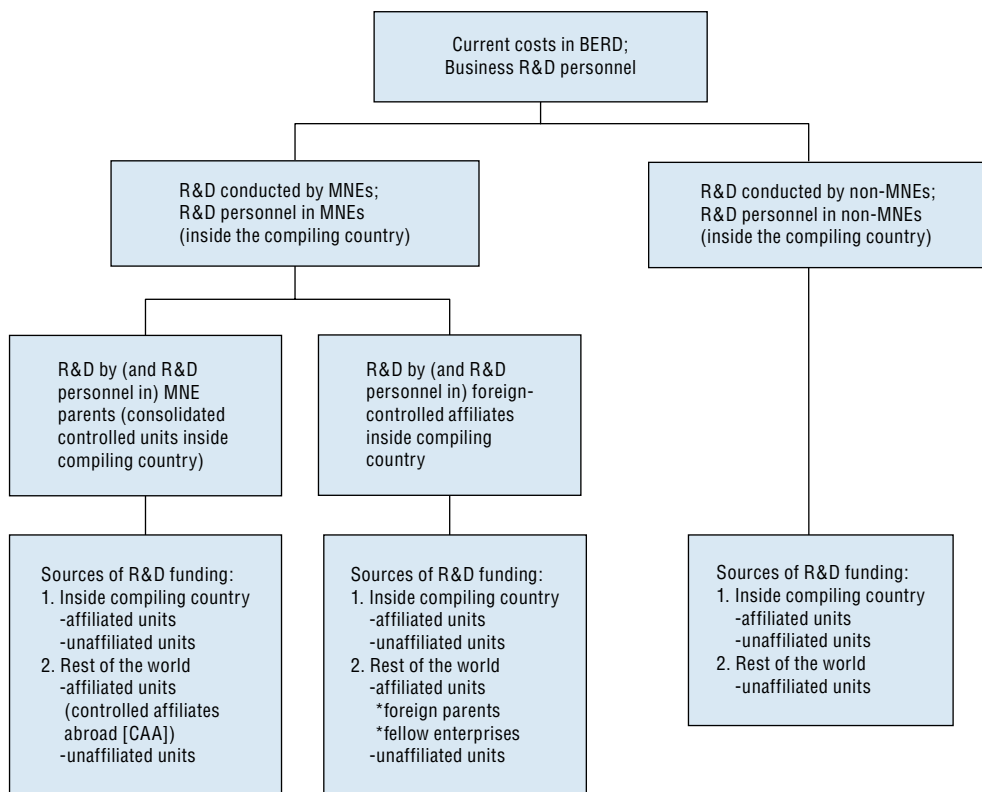 Current costs in BERD;
Business R&D personnel
R&D conducted by MNEs;
R&D personnel in MNEs
(inside the compiling country)
R&D conducted by non-MNEs;
R&D personnel in non-MNEs
(inside the compiling country)
R&D by (and R&D
personnel in) MNE
parents (consolidated
controlled units inside
compiling country)
R&D by (and R&D
personnel in) foreign-
controlled affiliates
inside compiling
country
Sources of R&D funding:
1. Inside compiling country
-affiliated units
-unaffiliated units
2. Rest of the world
-affiliated units
(controlled affiliates
abroad [CAA])
-unaffiliated units
Sources of R&D funding:
1. Inside compiling country
-affiliated units
-unaffiliated units
2. Rest of the world
-affiliated units
*foreign parents
*fellow enterprises
-unaffiliated units
Sources of R&D funding:
1. Inside compiling country
-affiliated units
-unaffiliated units
2. Rest of the world
-unaffiliated units